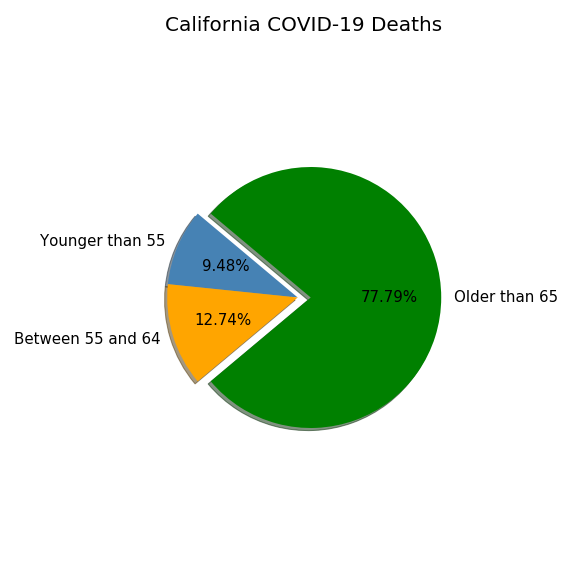 California COVID-19 Deaths
Younger than 55
9.48%
77.79%
Older than 65
12.74%
Between 55 and 64